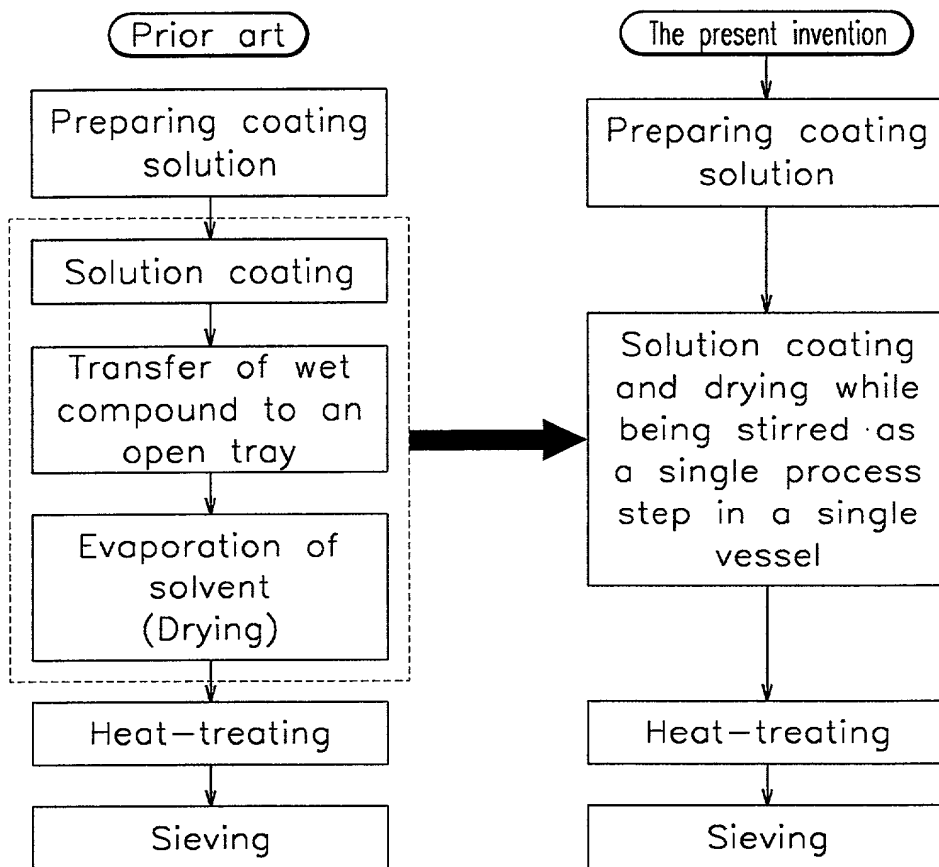 Prior art
Preparing coating
solution
Solution coating
Transfer of wet
compound to an
open tray
Evaporation of
solvent
(Drying)
Heat-treating
Sieving
The present invention
Preparing coating
solution
Solution coating
and drying while
being stirred as
a single process
step in a single
vessel
Heat-treating
Sieving